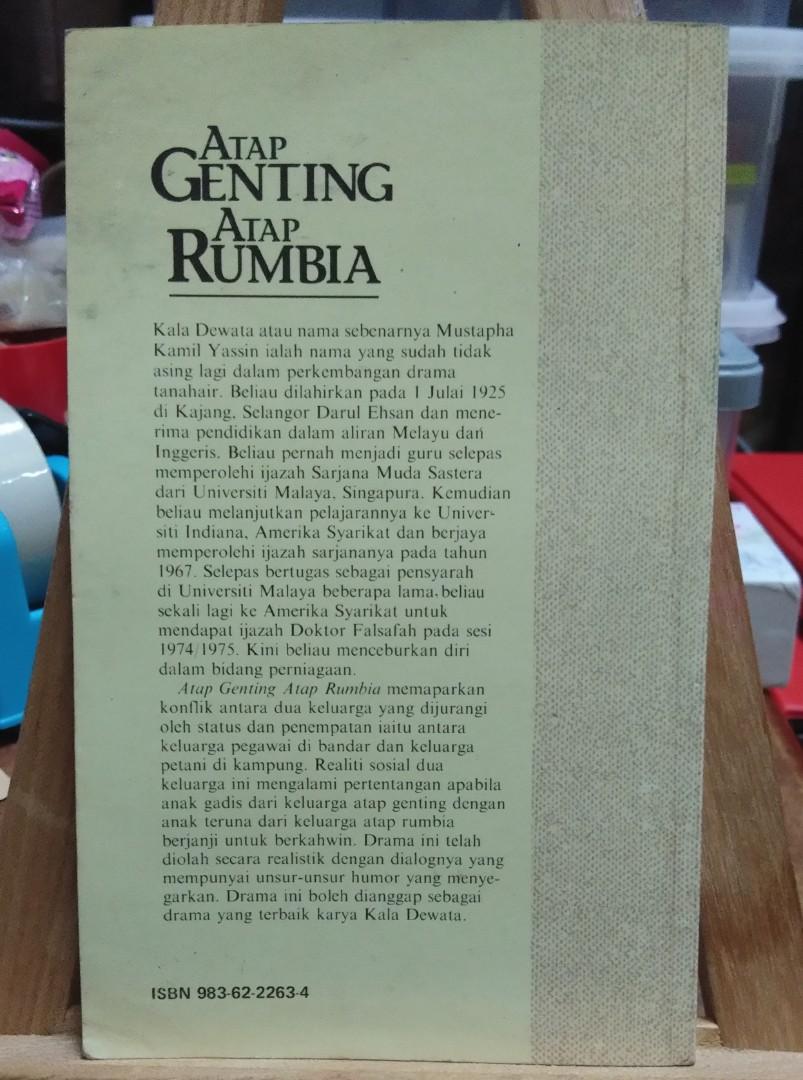 ATAP
GENTING
ATAP
RUMBIA
Kala Dewata atau nama sebenarnya Mustapha
Kamil Yassin ialah nama yang sudah tidak
asing lagi dalam perkembangan drama
tanahair. Beliau dilahirkan pada 1 Julai 1925
di Kajang, Selangor Darul Ehsan dan mene-
rima pendidikan dalam aliran Melayu dan
Inggeris. Beliau pernah menjadi guru selepas
memperolehi ijazah Sarjana Muda Sastera
dari Universiti Malaya, Singapura. Kemudian
beliau melanjutkan pelajarannya ke Univer-
siti Indiana, Amerika Syarikat dan berjaya
memperolehi ijazah sarjananya pada tahun
1967. Selepas bertugas sebagai pensyarah
di Universiti Malaya beberapa lama, beliau
sekali lagi ke Amerika Syarikat untuk
mendapat ijazah Doktor Falsafah pada sesi
1974/1975. Kini beliau menceburkan diri
dalam bidang perniagaan.
Atap Genting Atap Rumbia memaparkan
konflik antara dua keluarga yang dijurangi
oleh status dan penempatan iaitu antara
keluarga pegawai di bandar dan keluarga
petani di kampung. Realiti sosial dua
keluarga ini mengalami pertentangan apabila
anak gadis dari keluarga atap genting dengan
anak teruna dari keluarga atap rumbia
berjanji untuk berkahwin. Drama ini telah
diolah secara realistik dengan dialognya yang
mempunyai unsur-unsur humor yang menye-
garkan. Drama ini boleh dianggap sebagai
drama yang terbaik karya Kala Dewata.
ISBN 983-62-2263-4